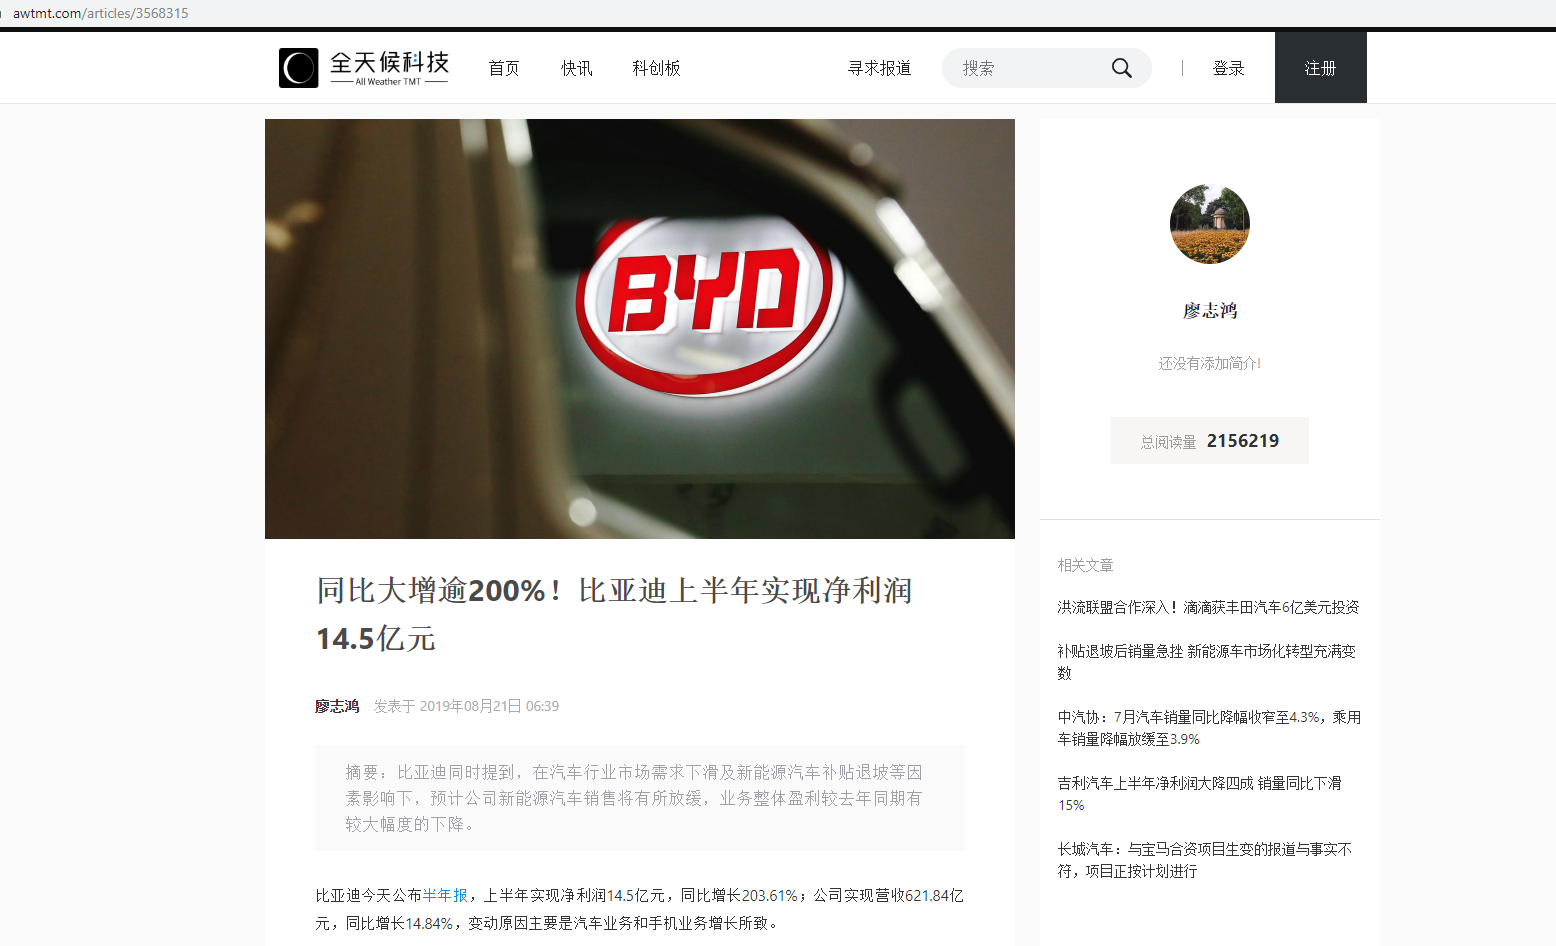 awtmt.com/articles/3568315
全天候科技
All Weather TMT
首页
快讯
科创板
寻求报道
搜索
登录
注册
BYD
同比大增逾200%！比亚迪上半年实现净利润
14.5亿元
廖志鸿 发表于 2019年08月21日 06:39
摘要：比亚迪同时提到，在汽车行业市场需求下滑及新能源汽车补贴退坡等因
素影响下，预计公司新能源汽车销售将有所放缓，业务整体盈利较去年同期有
较大幅度的下降。
比亚迪今天公布半年报，上半年实现净利润14.5亿元，同比增长203.61%；公司实现营收621.84亿
元，同比增长14.84%，变动原因主要是汽车业务和手机业务增长所致。
廖志鸿
还没有添加简介!
总阅读量 2156219
相关文章
洪流联盟合作深入！滴滴获丰田汽车6亿美元投资
补贴退坡后销量急挫 新能源车市场化转型充满变
数
中汽协：7月汽车销量同比降幅收窄至4.3%，乘用
车销量降幅放缓至3.9%
吉利汽车上半年净利润大降四成 销量同比下滑
15%
长城汽车：与宝马合资项目生变的报道与事实不
符，项目正按计划进行